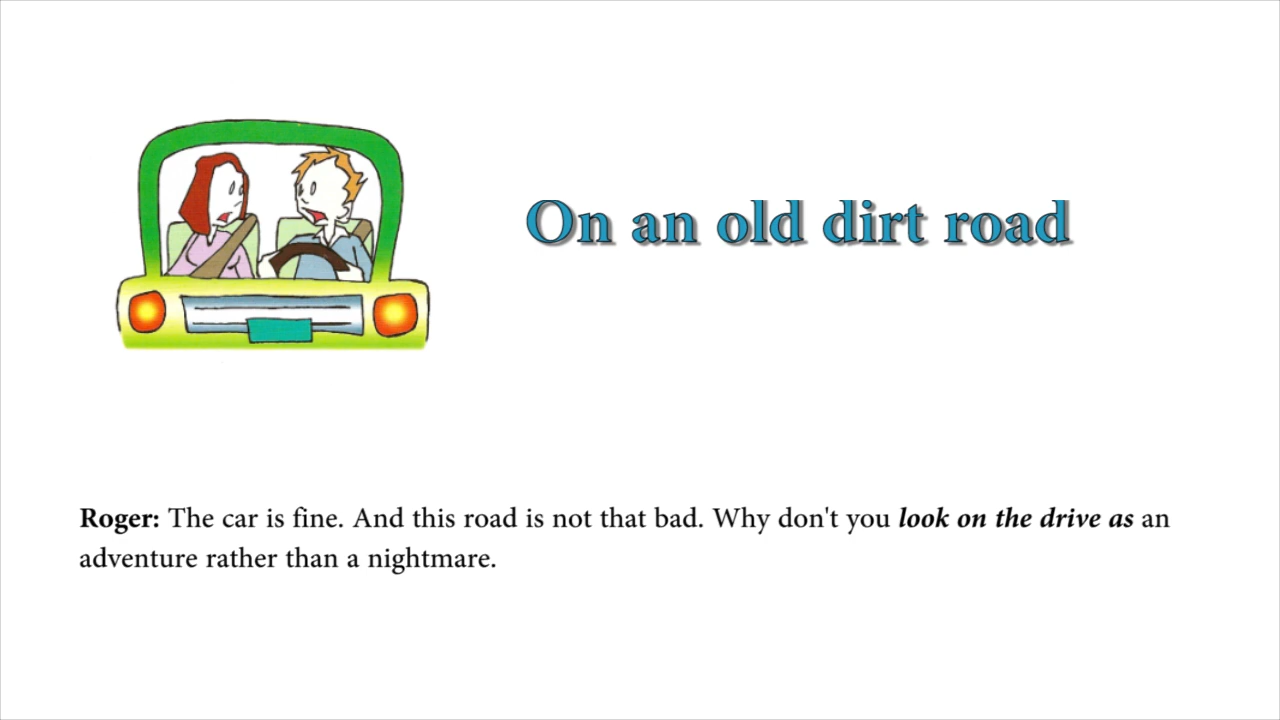 On an old dirt road
Roger: The car is fine. And this road is not that bad. Why don't you look on the drive as an
adventure rather than a nightmare.